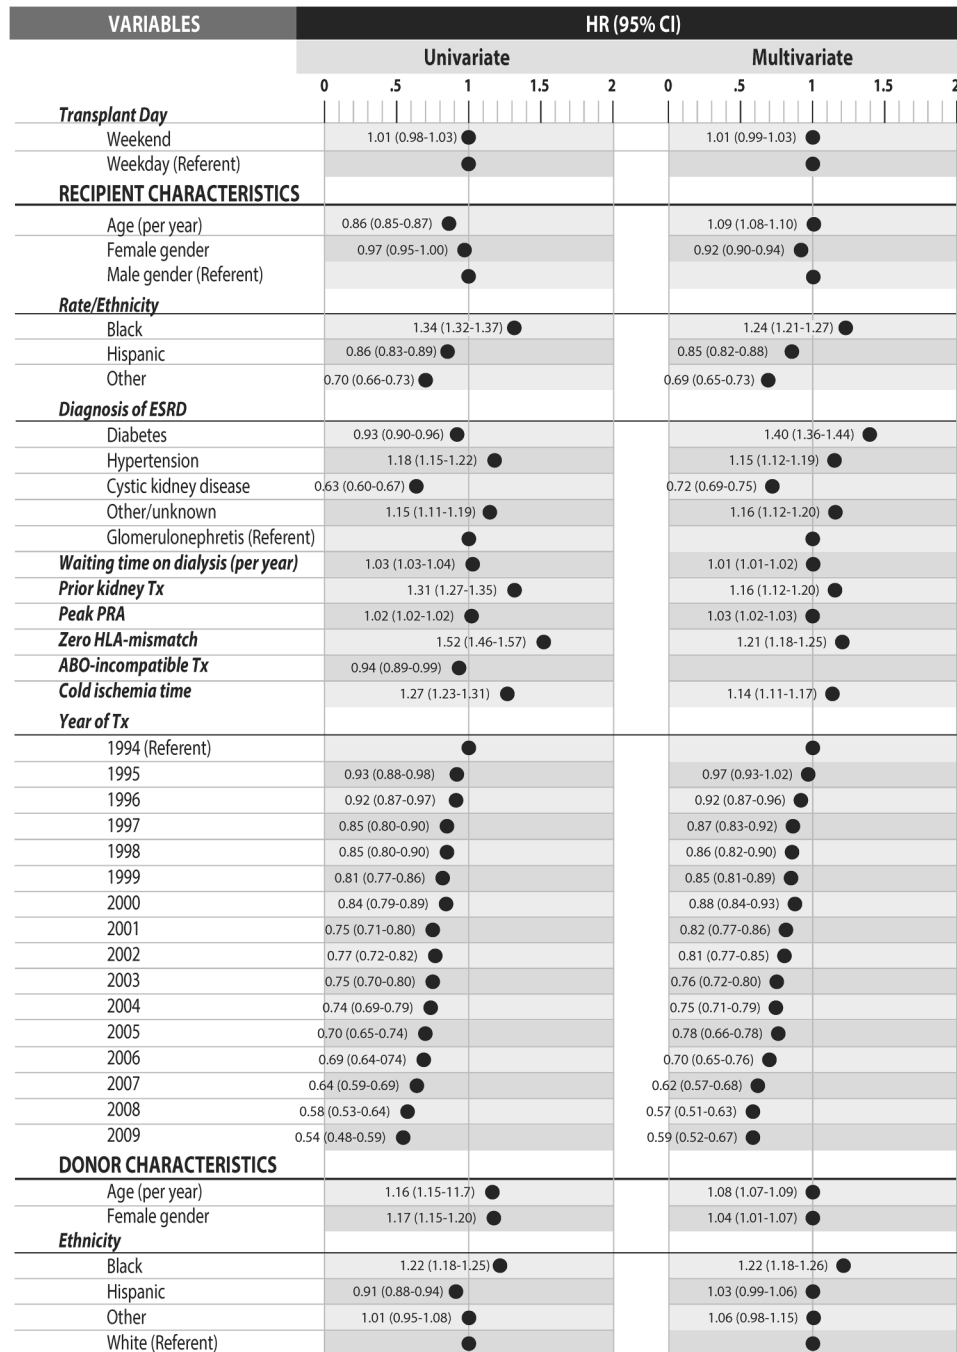 VARIABLES HR (95% CI)
Univariate Multivariate
0 .5 1 1.5 2 0 .5 1 1.5 2
Transplant Day
Weekend 1.01 (0.98-1.03) 1.01 (0.99-1.03)
Weekday (Referent)
RECIPIENT CHARACTERISTICS
Age (per year) 0.86 (0.85-0.87) 1.09 (1.08-1.10)
Female gender 0.97 (0.95-1.00) 0.92 (0.90-0.94)
Male gender (Referent)
Rate/Ethnicity
Black 1.34 (1.32-1.37) 1.24 (1.21-1.27)
Hispanic 0.86 (0.83-0.89) 0.85 (0.82-0.88)
Other 0.70 (0.66-0.73) 0.69 (0.65-0.73)
Diagnosis of ESRD
Diabetes 0.93 (0.90-0.96) 1.40 (1.36-1.44)
Hypertension 1.18 (1.15-1.22) 1.15 (1.12-1.19)
Cystic kidney disease 0.63 (0.60-0.67) 0.72 (0.69-0.75)
Other/unknown 1.15 (1.11-1.19) 1.16 (1.12-1.20)
Glomerulonephretis (Referent)
Waiting time on dialysis (per year) 1.03 (1.03-1.04) 1.01 (1.01-1.02)
Prior kidney Tx 1.31 (1.27-1.35) 1.16 (1.12-1.20)
Peak PRA 1.02 (1.02-1.02) 1.03 (1.02-1.03)
Zero HLA-mismatch 1.52 (1.46-1.57) 1.21 (1.18-1.25)
ABO-incompatible Tx 0.94 (0.89-0.99)
Cold ischemia time 1.27 (1.23-1.31) 1.14 (1.11-1.17)
Year of Tx
1994 (Referent)
1995 0.93 (0.88-0.98) 0.97 (0.93-1.02)
1996 0.92 (0.87-0.97) 0.92 (0.87-0.96)
1997 0.85 (0.80-0.90) 0.87 (0.83-0.92)
1998 0.85 (0.80-0.90) 0.86 (0.82-0.90)
1999 0.81 (0.77-0.86) 0.85 (0.81-0.89)
2000 0.84 (0.79-0.89) 0.88 (0.84-0.93)
2001 0.75 (0.71-0.80) 0.82 (0.77-0.86)
2002 0.77 (0.72-0.82) 0.81 (0.77-0.85)
2003 0.75 (0.70-0.80) 0.76 (0.72-0.80)
2004 0.74 (0.69-0.79) 0.75 (0.71-0.79)
2005 0.70 (0.65-0.74) 0.78 (0.66-0.78)
2006 0.69 (0.64-074) 0.70 (0.65-0.76)
2007 0.64 (0.59-0.69) 0.62 (0.57-0.68)
2008 0.58 (0.53-0.64) 0.57 (0.51-0.63)
2009 0.54 (0.48-0.59) 0.59 (0.52-0.67)
DONOR CHARACTERISTICS
Age (per year) 1.16 (1.15-11.7) 1.08 (1.07-1.09)
Female gender 1.17 (1.15-1.20) 1.04 (1.01-1.07)
Ethnicity
Black 1.22 (1.18-1.25) 1.22 (1.18-1.26)
Hispanic 0.91 (0.88-0.94) 1.03 (0.99-1.06)
Other 1.01 (0.95-1.08) 1.06 (0.98-1.15)
White (Referent)